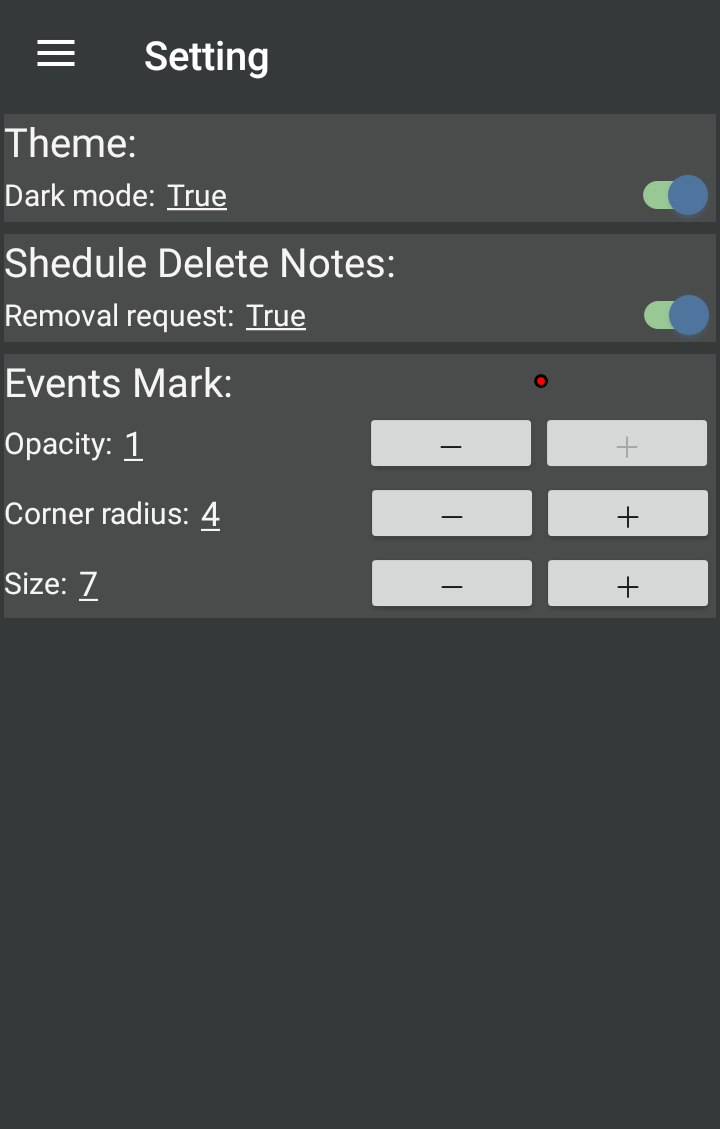 Setting
Theme:
Dark mode: True
Shedule Delete Notes:
Removal request: True
Events Mark:
Opacity: 1 — +
Corner radius: 4 — +
Size: 7 — +